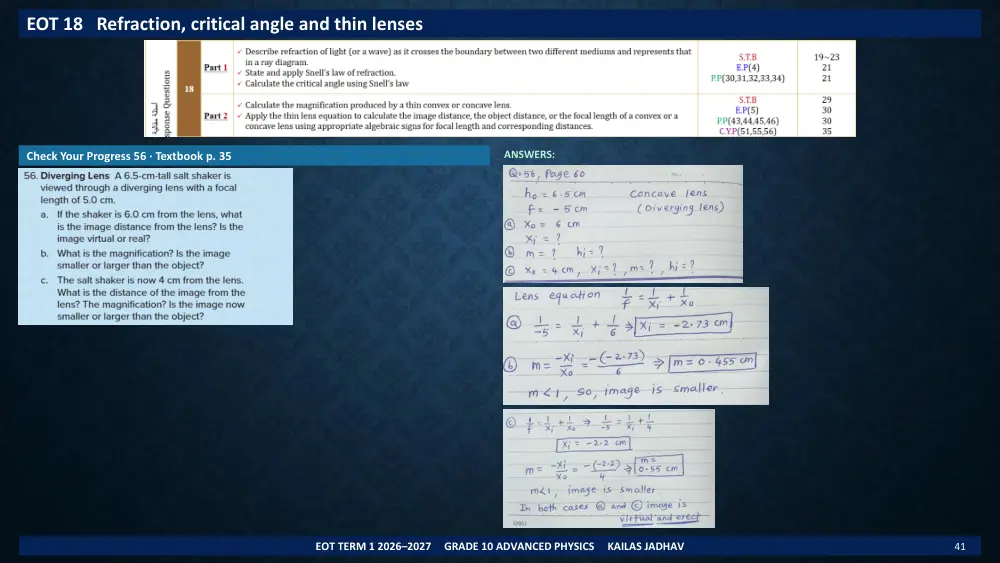 EOT 18 Refraction, critical angle and thin lenses
Response Questions
18
Part 1
✓ Describe refraction of light (or a wave) as it crosses the boundary between two different mediums and represents that
in a ray diagram.
✓ State and apply Snell's law of refraction.
✓ Calculate the critical angle using Snell's law
S.T.B
E.P(4)
P.P(30,31,32,33,34)
19~23
21
21
Part 2
✓ Calculate the magnification produced by a thin convex or concave lens.
✓ Apply the thin lens equation to calculate the image distance, the object distance, or the focal length of a convex or a
concave lens using appropriate algebraic signs for focal length and corresponding distances.
S.T.B
E.P(5)
P.P(43,44,45,46)
C.Y.P(51,55,56)
29
30
30
35
Check Your Progress 56 · Textbook p. 35
56. Diverging Lens A 6.5-cm-tall salt shaker is
viewed through a diverging lens with a focal
length of 5.0 cm.
a. If the shaker is 6.0 cm from the lens, what
is the image distance from the lens? Is the
image virtual or real?
b. What is the magnification? Is the image
smaller or larger than the object?
c. The salt shaker is now 4 cm from the lens.
What is the distance of the image from the
lens? The magnification? Is the image now
smaller or larger than the object?
ANSWERS:
Q=56, Page 60
h₀ = 6.5 cm Concave lens
f = -5 cm (Diverging lens)
ⓐ X₀ = 6 cm
Xᵢ = ?
ⓑ m = ? hᵢ = ?
ⓒ X₀ = 4 cm, Xᵢ = ?, m = ?, hᵢ = ?
Lens equation 1/f = 1/Xᵢ + 1/X₀
ⓐ 1/-5 = 1/Xᵢ + 1/6 ⇒ Xᵢ = -2.73 cm
ⓑ m = -Xᵢ/X₀ = -(-2.73)/6 ⇒ m = 0.455 cm
m<1, so, image is smaller.
ⓒ 1/f = 1/Xᵢ + 1/X₀ ⇒ 1/-5 = 1/Xᵢ + 1/4
Xᵢ = -2.2 cm
m = -Xᵢ/X₀ = -(-2.2)/4 ⇒ m = 0.55 cm
m<1, image is smaller
In both cases ⓐ and ⓒ image is
virtual and erect
EOT TERM 1 2026–2027 GRADE 10 ADVANCED PHYSICS KAILAS JADHAV
41